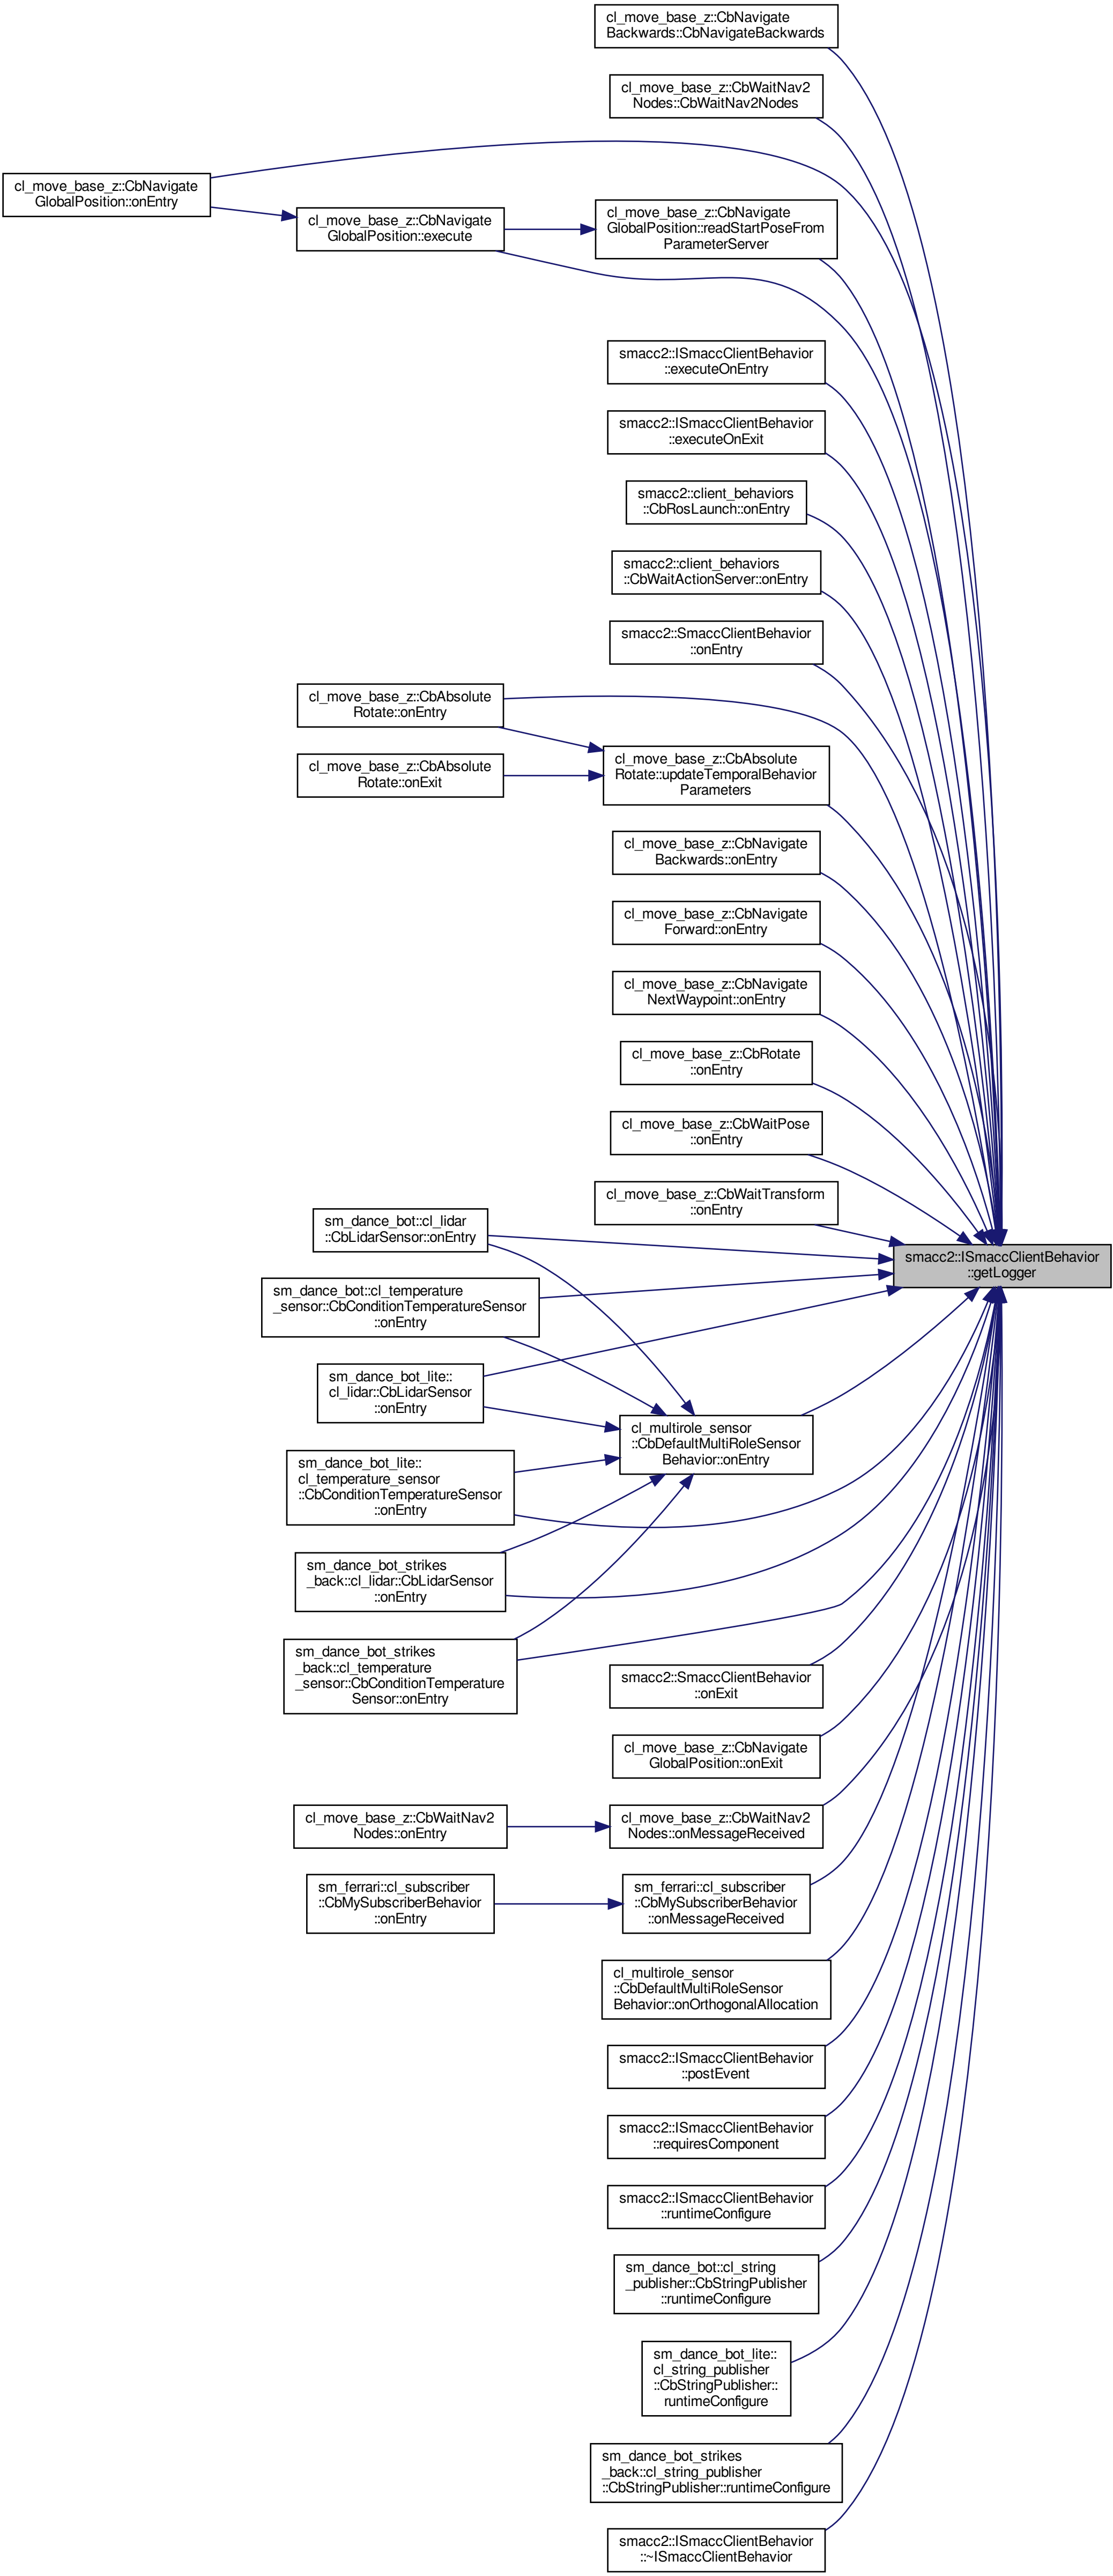 cl_move_base_z::CbNavigate
Backwards::CbNavigateBackwards
cl_move_base_z::CbWaitNav2
Nodes::CbWaitNav2Nodes
cl_move_base_z::CbNavigate
GlobalPosition::onEntry
cl_move_base_z::CbNavigate
GlobalPosition::execute
cl_move_base_z::CbNavigate
GlobalPosition::readStartPoseFrom
ParameterServer
smacc2::ISmaccClientBehavior
::executeOnEntry
smacc2::ISmaccClientBehavior
::executeOnExit
smacc2::client_behaviors
::CbRosLaunch::onEntry
smacc2::client_behaviors
::CbWaitActionServer::onEntry
smacc2::SmaccClientBehavior
::onEntry
cl_move_base_z::CbAbsolute
Rotate::onEntry
cl_move_base_z::CbAbsolute
Rotate::onExit
cl_move_base_z::CbAbsolute
Rotate::updateTemporalBehavior
Parameters
cl_move_base_z::CbNavigate
Backwards::onEntry
cl_move_base_z::CbNavigate
Forward::onEntry
cl_move_base_z::CbNavigate
NextWaypoint::onEntry
cl_move_base_z::CbRotate
::onEntry
cl_move_base_z::CbWaitPose
::onEntry
cl_move_base_z::CbWaitTransform
::onEntry
smacc2::ISmaccClientBehavior
::getLogger
sm_dance_bot::cl_lidar
::CbLidarSensor::onEntry
sm_dance_bot::cl_temperature
_sensor::CbConditionTemperatureSensor
::onEntry
sm_dance_bot_lite::
cl_lidar::CbLidarSensor
::onEntry
cl_multirole_sensor
::CbDefaultMultiRoleSensor
Behavior::onEntry
sm_dance_bot_lite::
cl_temperature_sensor
::CbConditionTemperatureSensor
::onEntry
sm_dance_bot_strikes
_back::cl_lidar::CbLidarSensor
::onEntry
sm_dance_bot_strikes
_back::cl_temperature
_sensor::CbConditionTemperature
Sensor::onEntry
smacc2::SmaccClientBehavior
::onExit
cl_move_base_z::CbNavigate
GlobalPosition::onExit
cl_move_base_z::CbWaitNav2
Nodes::onEntry
cl_move_base_z::CbWaitNav2
Nodes::onMessageReceived
sm_ferrari::cl_subscriber
::CbMySubscriberBehavior
::onEntry
sm_ferrari::cl_subscriber
::CbMySubscriberBehavior
::onMessageReceived
cl_multirole_sensor
::CbDefaultMultiRoleSensor
Behavior::onOrthogonalAllocation
smacc2::ISmaccClientBehavior
::postEvent
smacc2::ISmaccClientBehavior
::requiresComponent
smacc2::ISmaccClientBehavior
::runtimeConfigure
sm_dance_bot::cl_string
_publisher::CbStringPublisher
::runtimeConfigure
sm_dance_bot_lite::
cl_string_publisher
::CbStringPublisher::
runtimeConfigure
sm_dance_bot_strikes
_back::cl_string_publisher
::CbStringPublisher::runtimeConfigure
smacc2::ISmaccClientBehavior
::~ISmaccClientBehavior